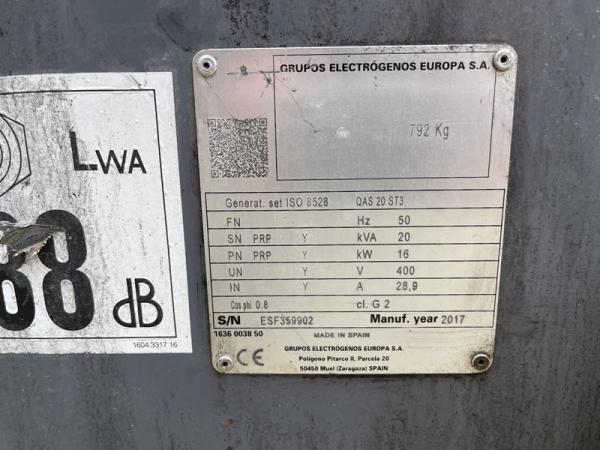 LWA
88
dB
1604 3317 16
GRUPOS ELECTRÓGENOS EUROPA S.A.
792 Kg
Generat. set ISO 8528 QAS 20 ST3
FN Hz 50
SN PRP Y kVA 20
PN PRP Y kW 16
UN Y V 400
IN Y A 28,9
Cos phi 0.8 cl. G 2
S/N ESF359902 Manuf. year 2017
1636 0038 50 MADE IN SPAIN
CE
GRUPOS ELECTRÓGENOS EUROPA S.A.
Polígono Pitarco II, Parcela 20
50450 Muel (Zaragoza) SPAIN